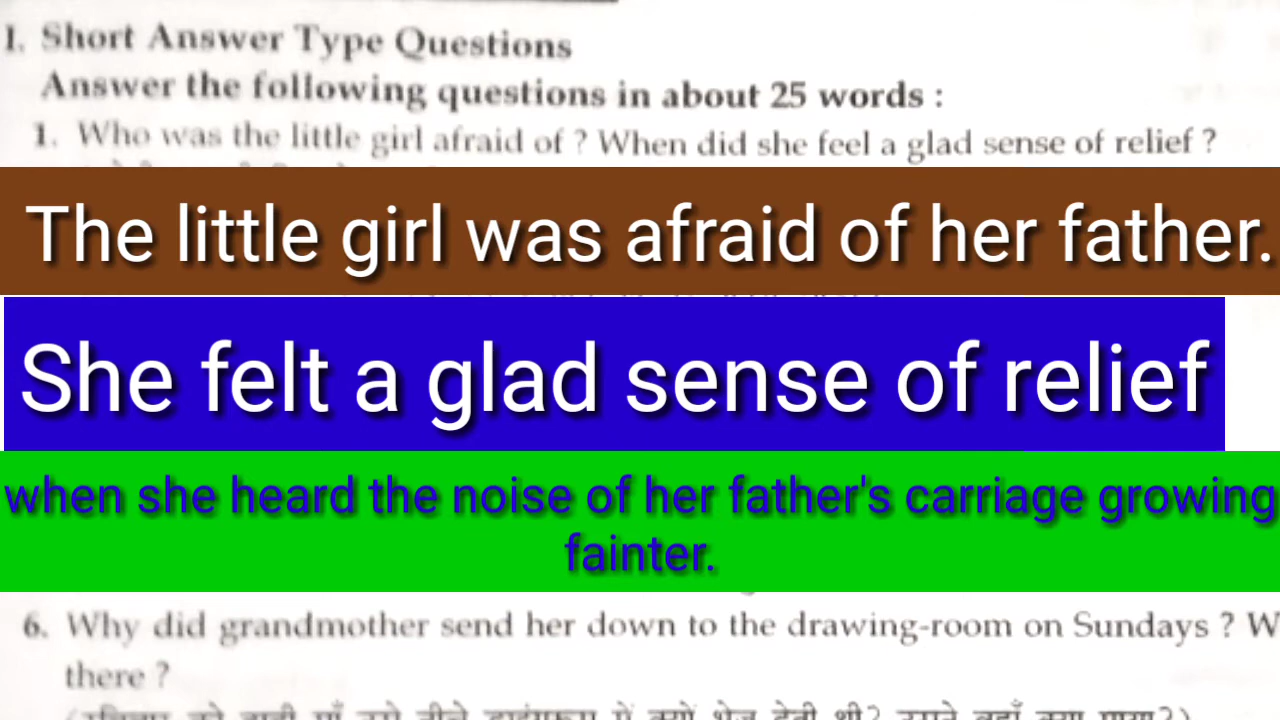 I. Short Answer Type Questions
Answer the following questions in about 25 words :
1. Who was the little girl afraid of ? When did she feel a glad sense of relief ?
The little girl was afraid of her father.
She felt a glad sense of relief
when she heard the noise of her father's carriage growing
fainter.
6. Why did grandmother send her down to the drawing-room on Sundays ? W
there ?